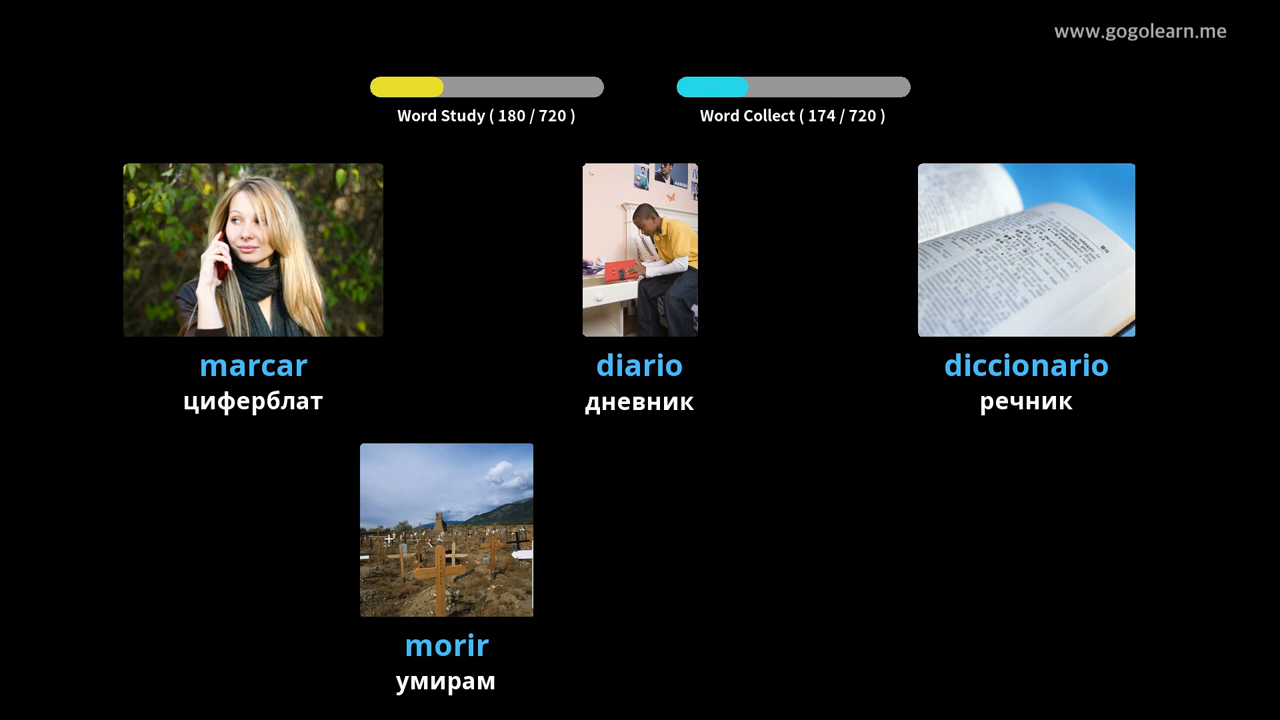 www.gogolearn.me
Word Study ( 180 / 720 )
Word Collect ( 174 / 720 )
marcar
циферблат
diario
дневник
diccionario
речник
morir
умирам